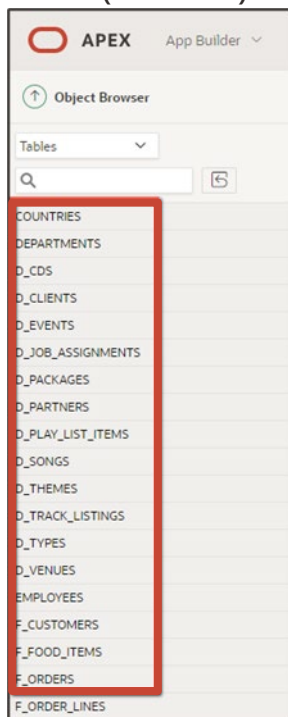 APEX App Builder
Object Browser
Tables
COUNTRIES
DEPARTMENTS
D_CDS
D_CLIENTS
D_EVENTS
D_JOB_ASSIGNMENTS
D_PACKAGES
D_PARTNERS
D_PLAY_LIST_ITEMS
D_SONGS
D_THEMES
D_TRACK_LISTINGS
D_TYPES
D_VENUES
EMPLOYEES
F_CUSTOMERS
F_FOOD_ITEMS
F_ORDERS
F_ORDER_LINES